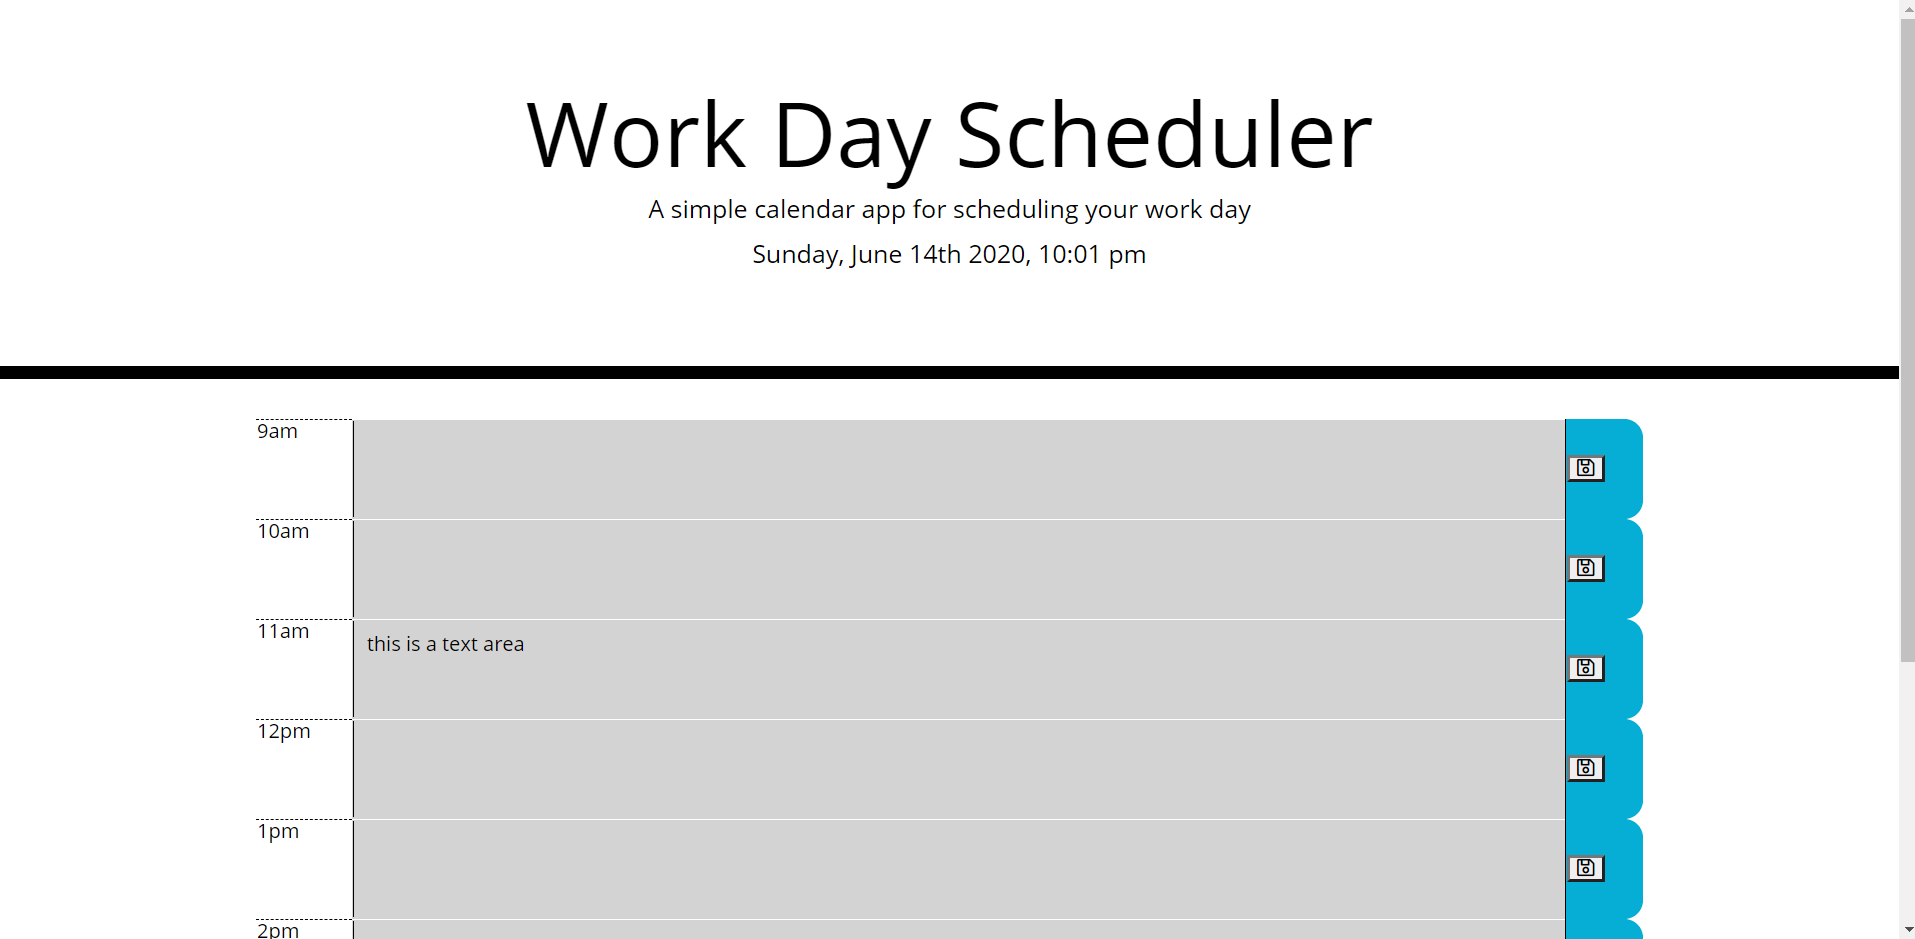 Work Day Scheduler
A simple calendar app for scheduling your work day
Sunday, June 14th 2020, 10:01 pm
9am
10am
11am
this is a text area
12pm
1pm
2pm